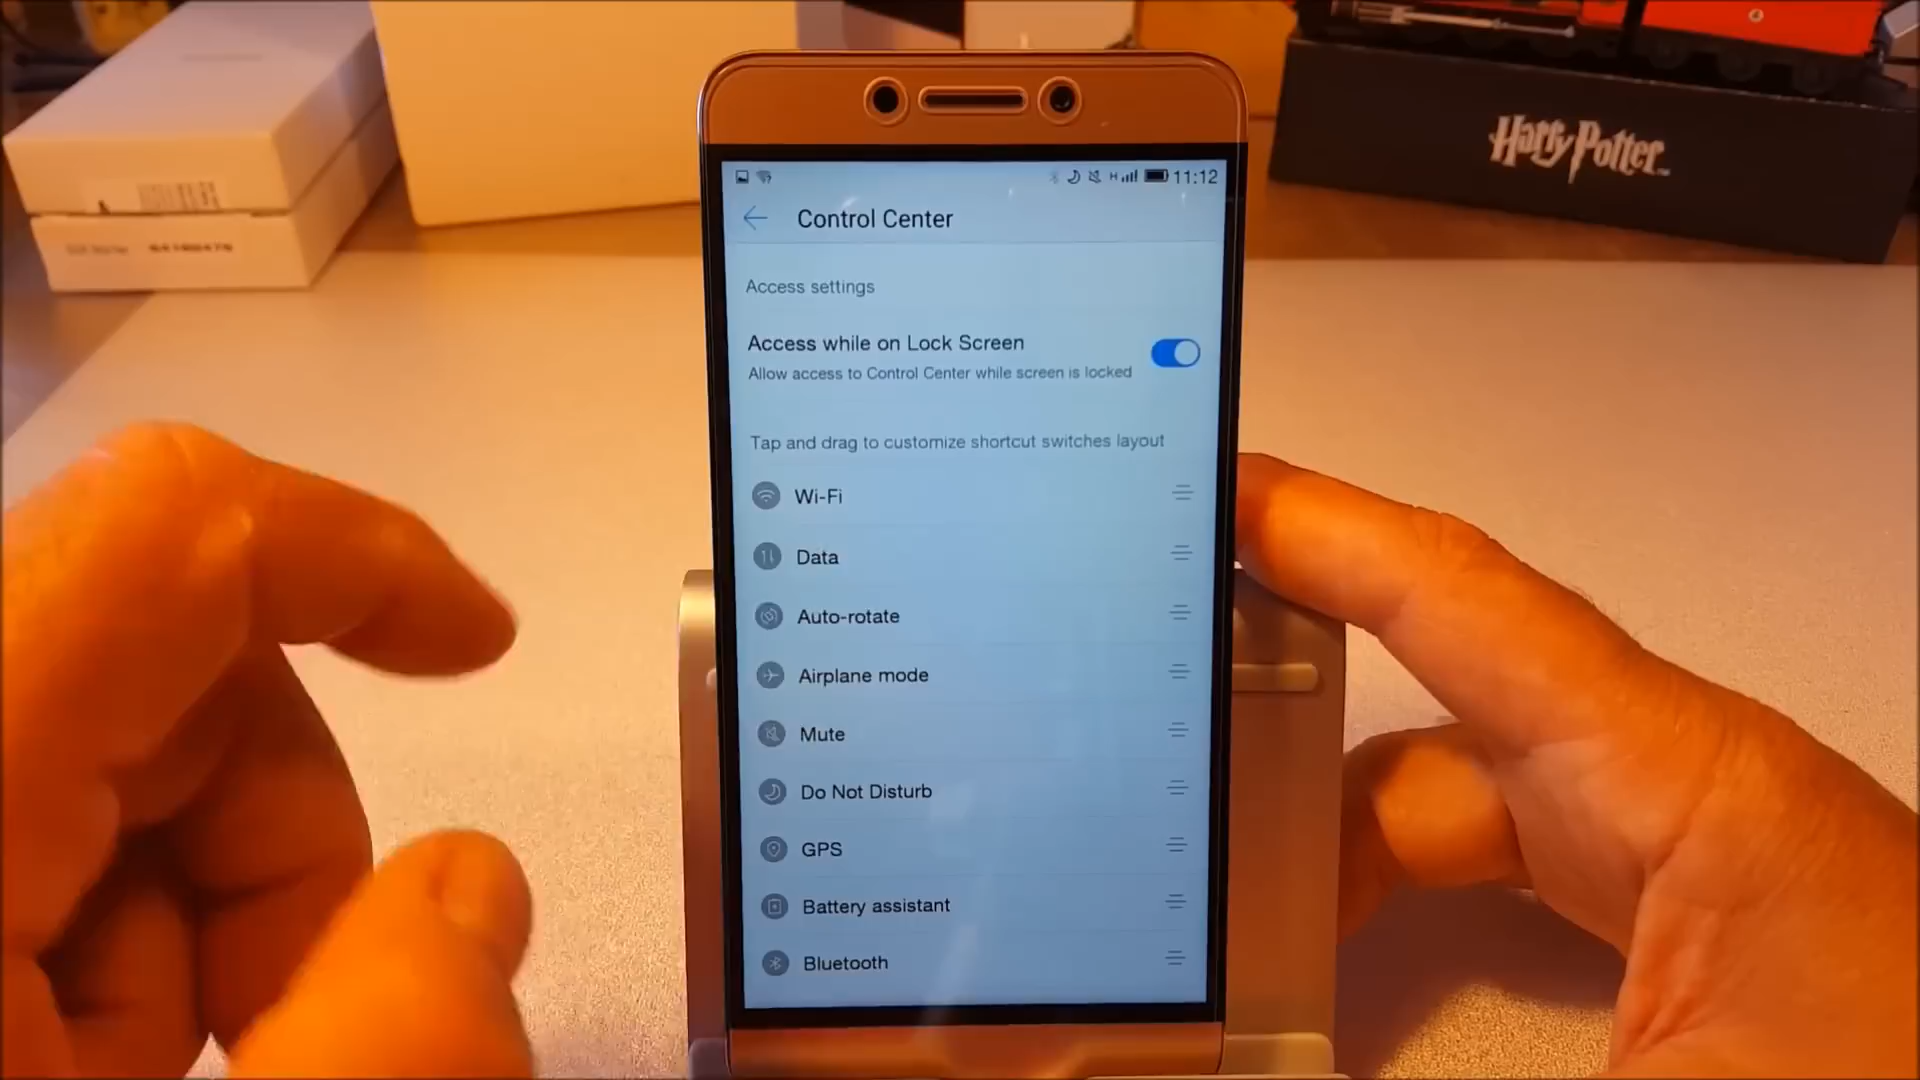 Harry Potter
11:12
Control Center
Access settings
Access while on Lock Screen
Allow access to Control Center while screen is locked
Tap and drag to customize shortcut switches layout
Wi-Fi
Data
Auto-rotate
Airplane mode
Mute
Do Not Disturb
GPS
Battery assistant
Bluetooth